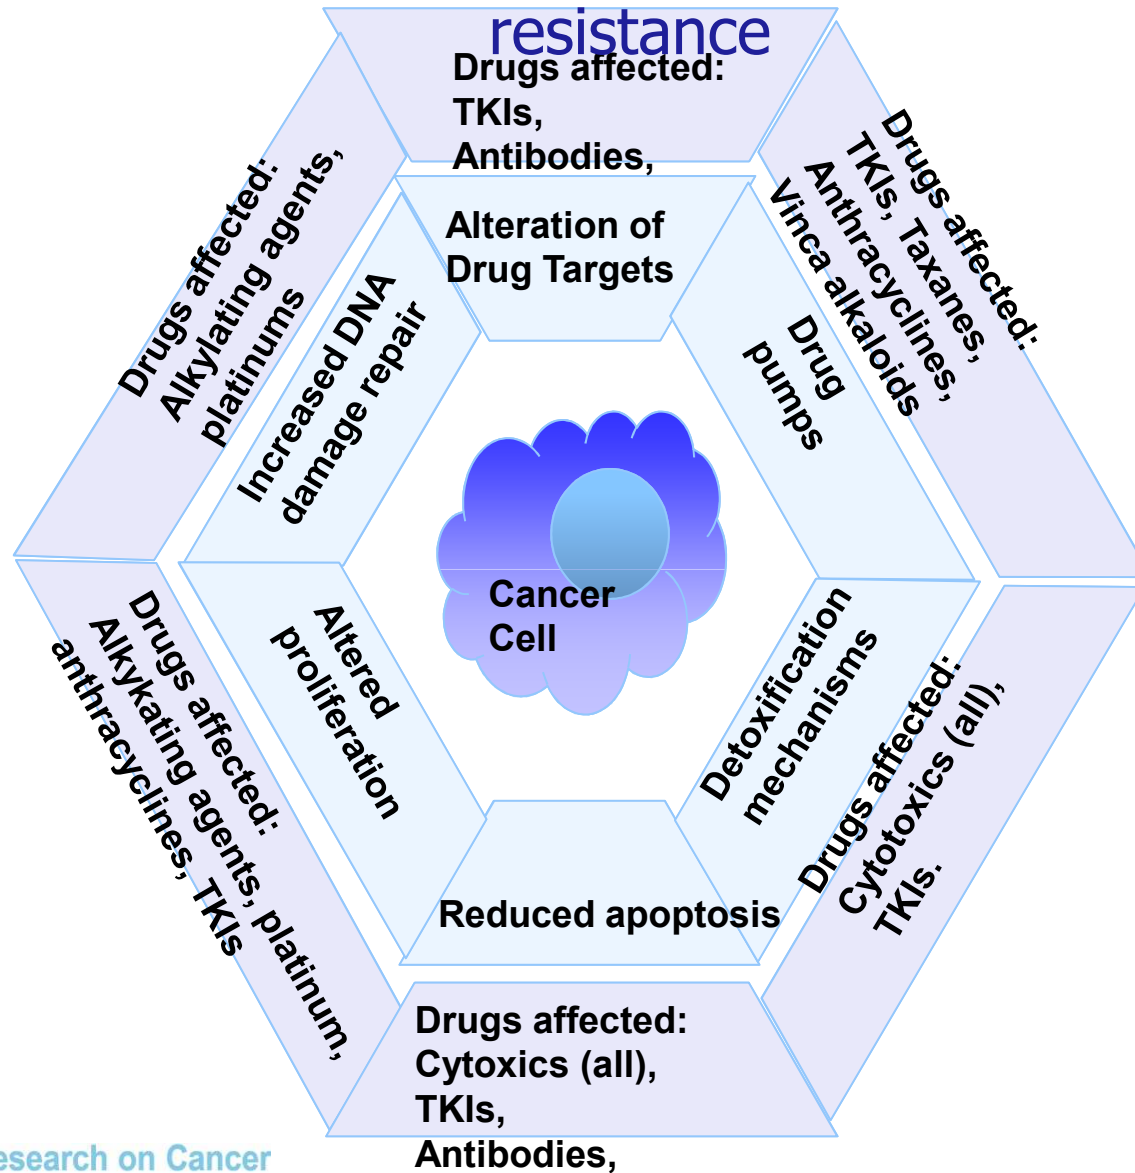 resistance
Drugs affected:
TKIs,
Antibodies,
Alteration of
Drug Targets
Drugs affected:
TKIs, Taxanes,
Anthracyclines,
Vinca alkaloids
Drug
pumps
Drugs affected:
Alkylating agents,
platinums
Increased DNA
damage repair
Cancer
Cell
Altered
proliferation
Drugs affected:
Alkykating agents, platinum,
anthracyclines, TKIs
Detoxification
mechanisms
Drugs affected:
Cytotoxics (all),
TKIs.
Reduced apoptosis
Drugs affected:
Cytoxics (all),
TKIs,
Antibodies,
esearch on Cancer